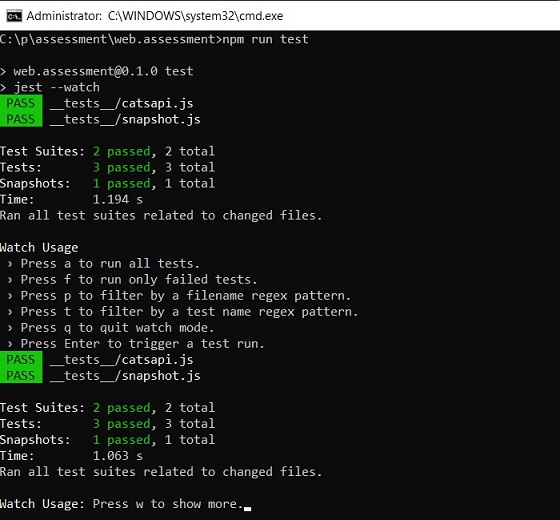 Administrator: C:\WINDOWS\system32\cmd.exe
C:\p\assessment\web.assessment>npm run test
> web.assessment@0.1.0 test
> jest --watch
PASS __tests__/catsapi.js
PASS __tests__/snapshot.js
Test Suites: 2 passed, 2 total
Tests: 3 passed, 3 total
Snapshots: 1 passed, 1 total
Time: 1.194 s
Ran all test suites related to changed files.
Watch Usage
› Press a to run all tests.
› Press f to run only failed tests.
› Press p to filter by a filename regex pattern.
› Press t to filter by a test name regex pattern.
› Press q to quit watch mode.
› Press Enter to trigger a test run.
PASS __tests__/catsapi.js
PASS __tests__/snapshot.js
Test Suites: 2 passed, 2 total
Tests: 3 passed, 3 total
Snapshots: 1 passed, 1 total
Time: 1.063 s
Ran all test suites related to changed files.
Watch Usage: Press w to show more.